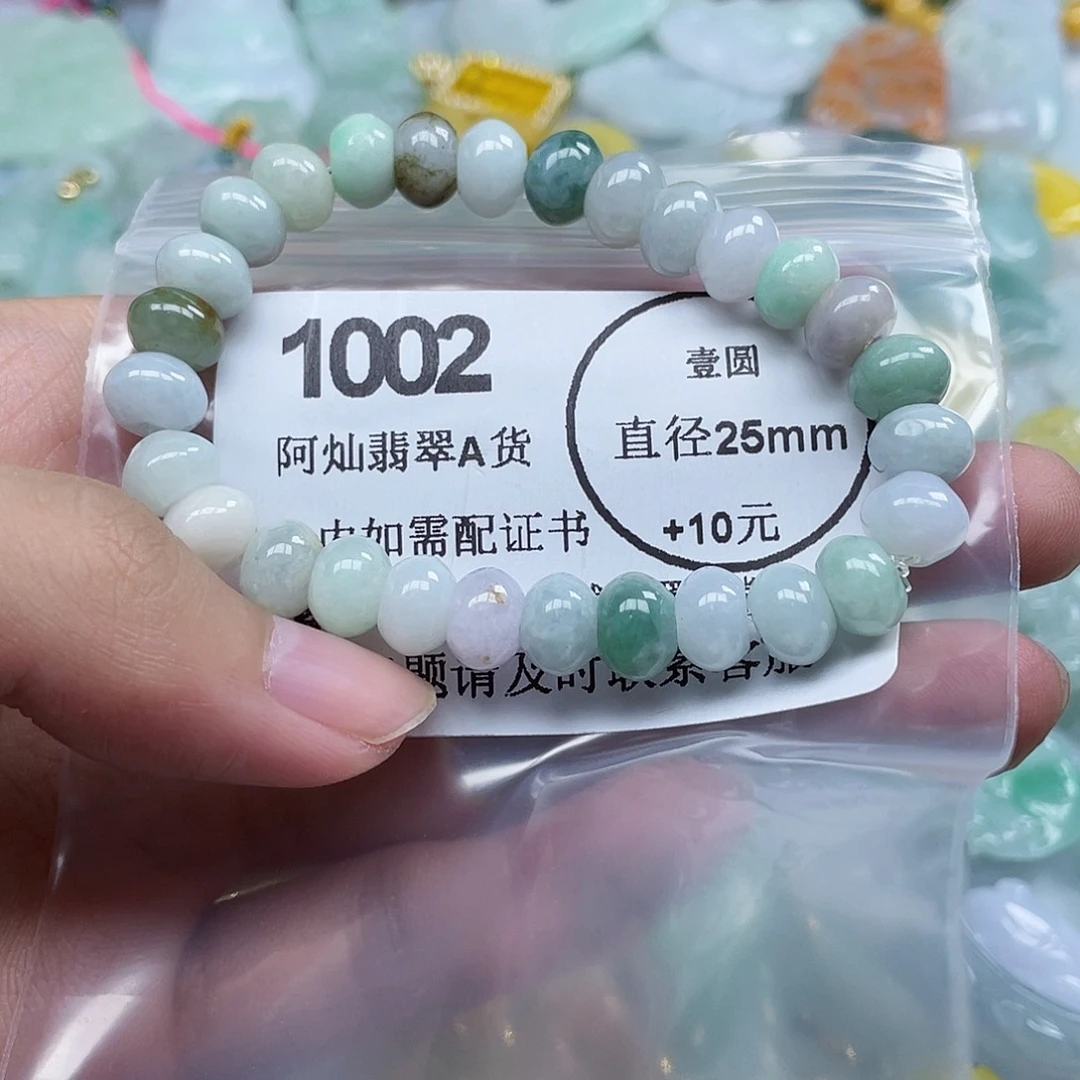 1002
阿灿翡翠A货
内如需配证书
壹圆
直径25mm
+10元
题请及时联系客服